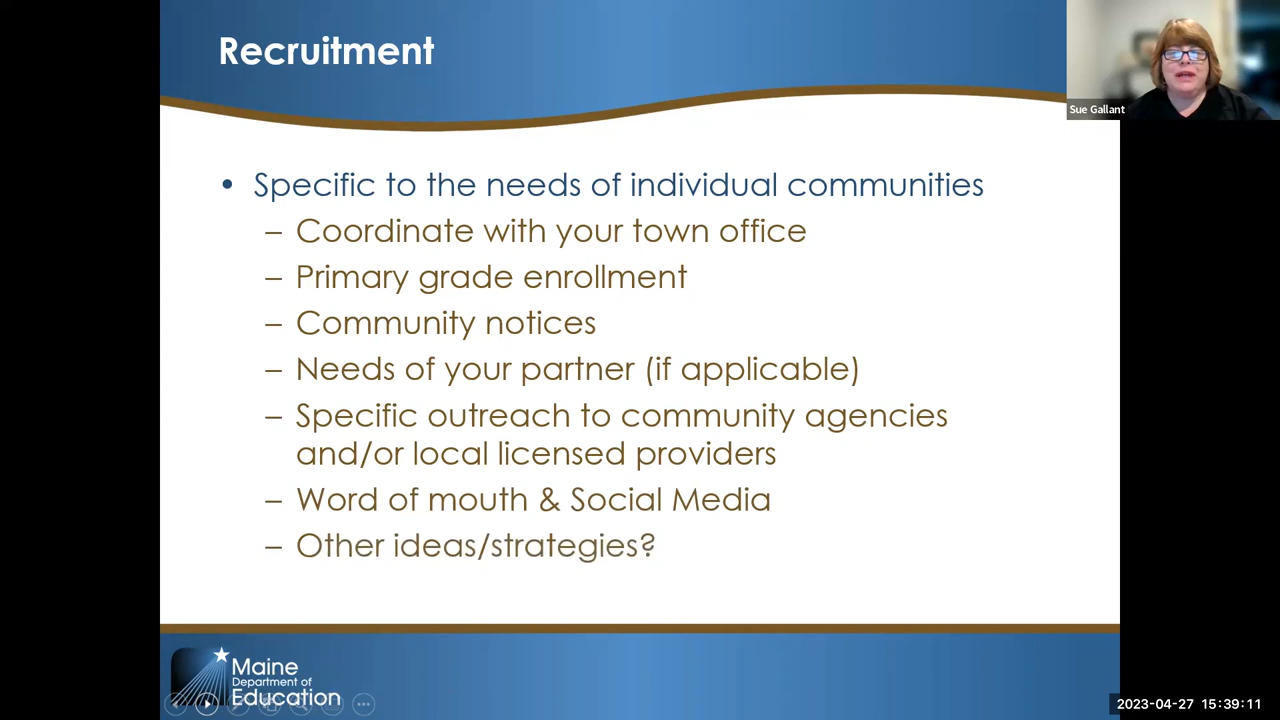 Recruitment
Sue Gallant
• Specific to the needs of individual communities
– Coordinate with your town office
– Primary grade enrollment
– Community notices
– Needs of your partner (if applicable)
– Specific outreach to community agencies
and/or local licensed providers
– Word of mouth & Social Media
– Other ideas/strategies?
Maine
Department of
Education
2023-04-27 15:39:11